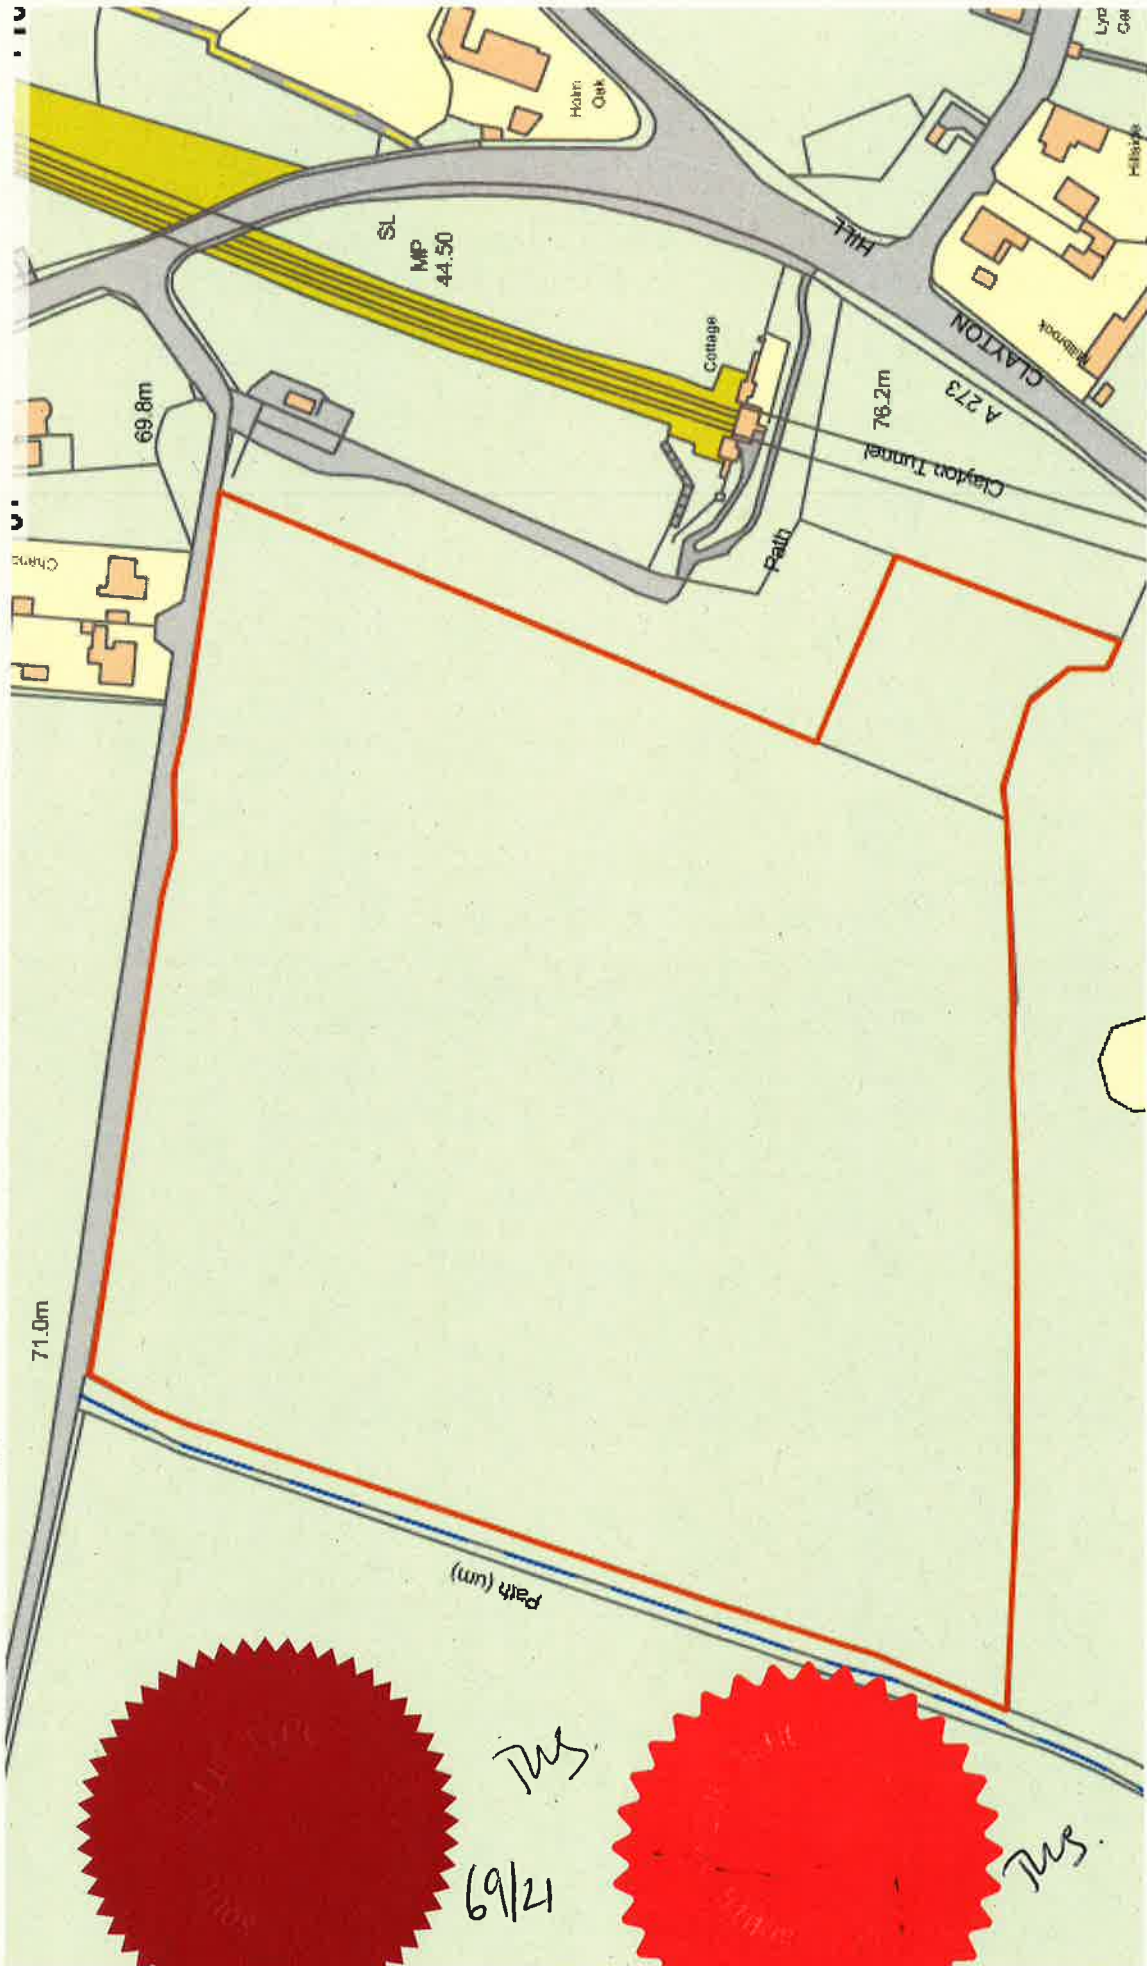 Holm
Oak
SL
MP
44.50
HILL
CLAYTON
A 273
Hillside
Millbrook
Cottage
69.8m
76.2m
Clayton Tunnel
Path
71.0m
Path (um)
69/21